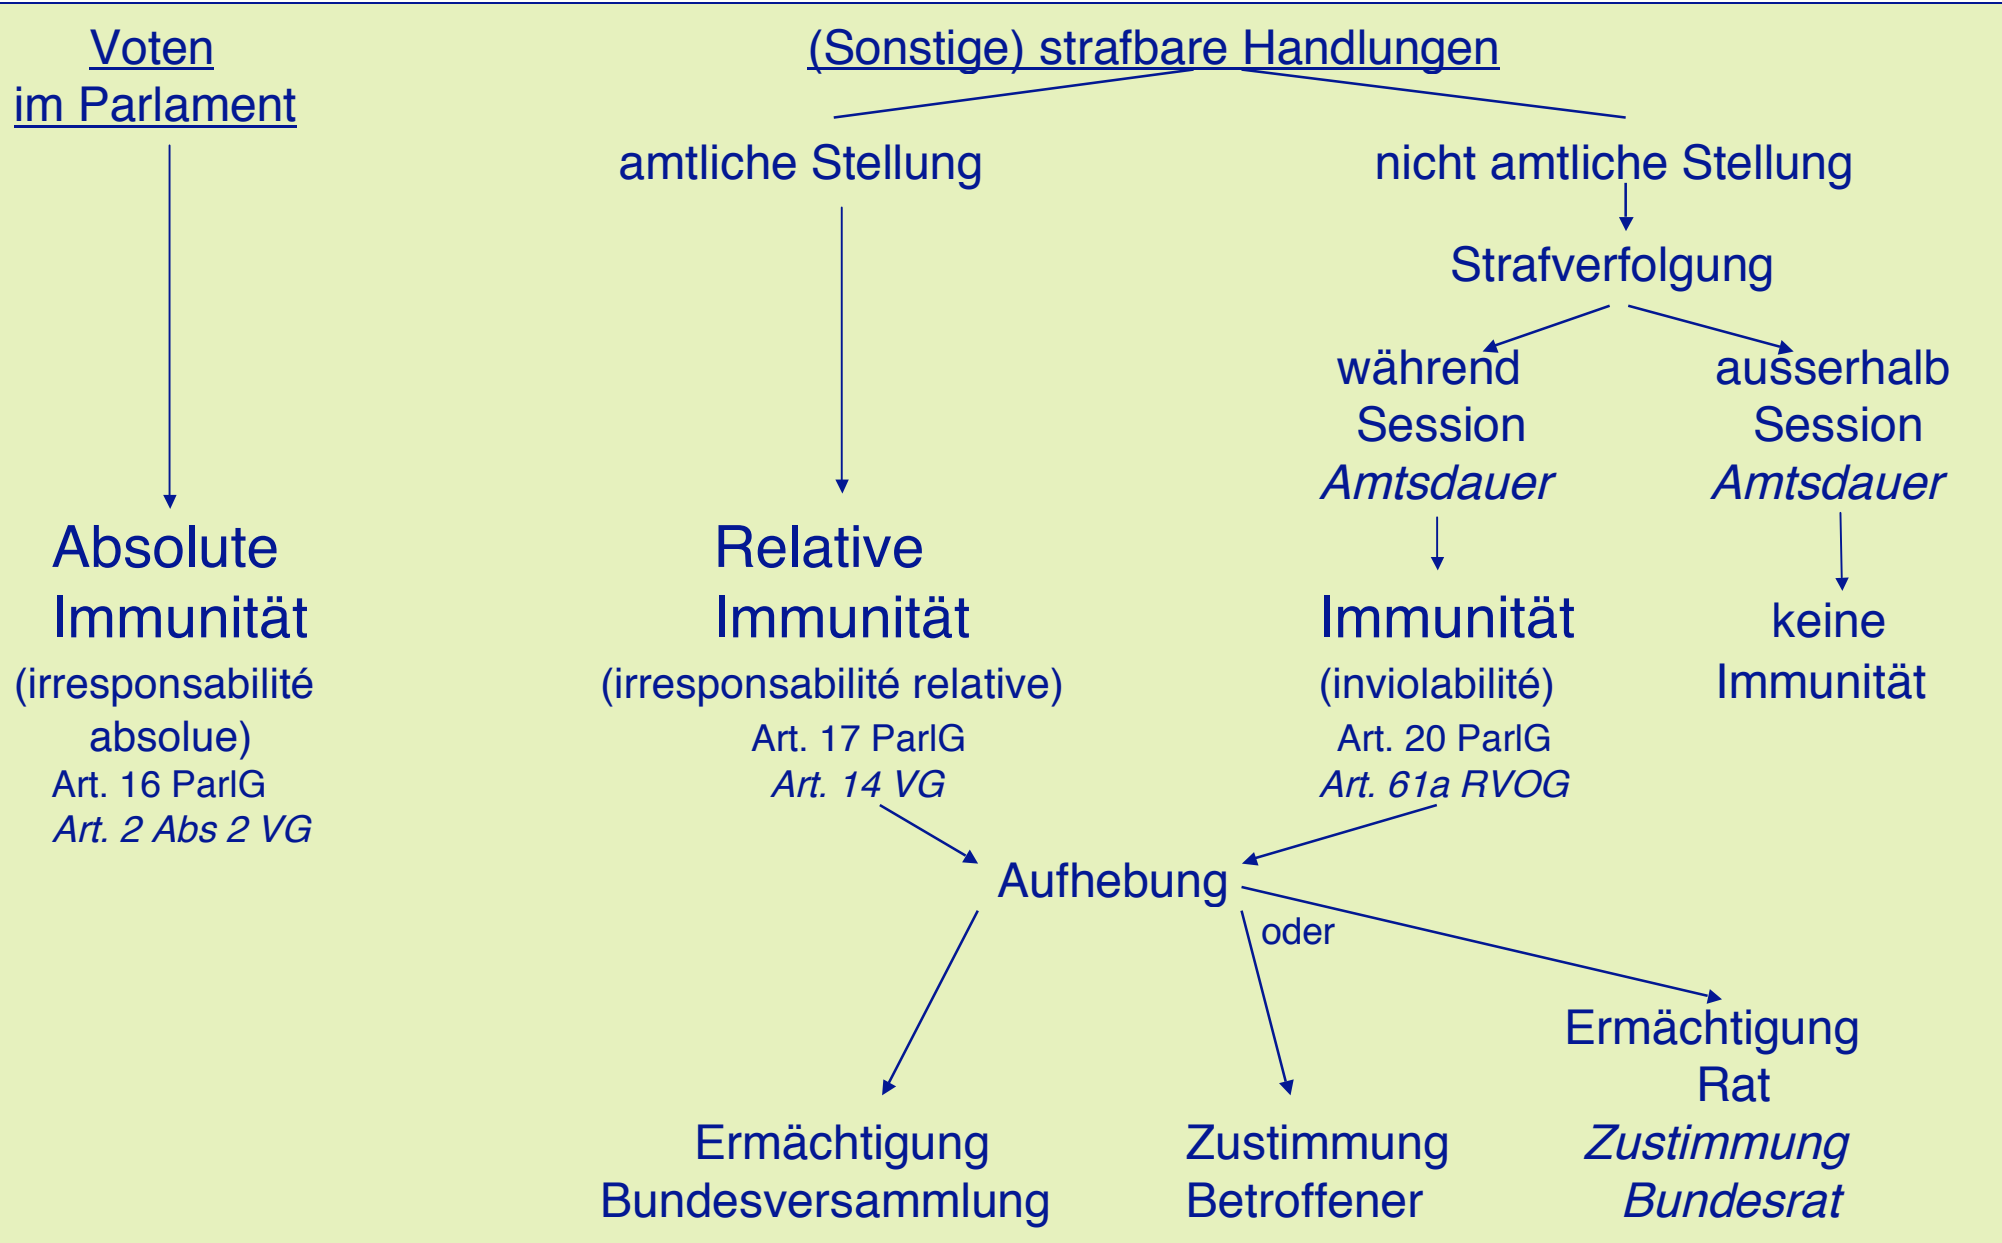 Voten
im Parlament
(Sonstige) strafbare Handlungen
amtliche Stellung
nicht amtliche Stellung
Strafverfolgung
während
Session
Amtsdauer
ausserhalb
Session
Amtsdauer
Absolute
Immunität
(irresponsabilité
absolue)
Art. 16 ParlG
Art. 2 Abs 2 VG
Relative
Immunität
(irresponsabilité relative)
Art. 17 ParlG
Art. 14 VG
Immunität
(inviolabilité)
Art. 20 ParlG
Art. 61a RVOG
keine
Immunität
Aufhebung
oder
Ermächtigung
Bundesversammlung
Zustimmung
Betroffener
Ermächtigung
Rat
Zustimmung
Bundesrat